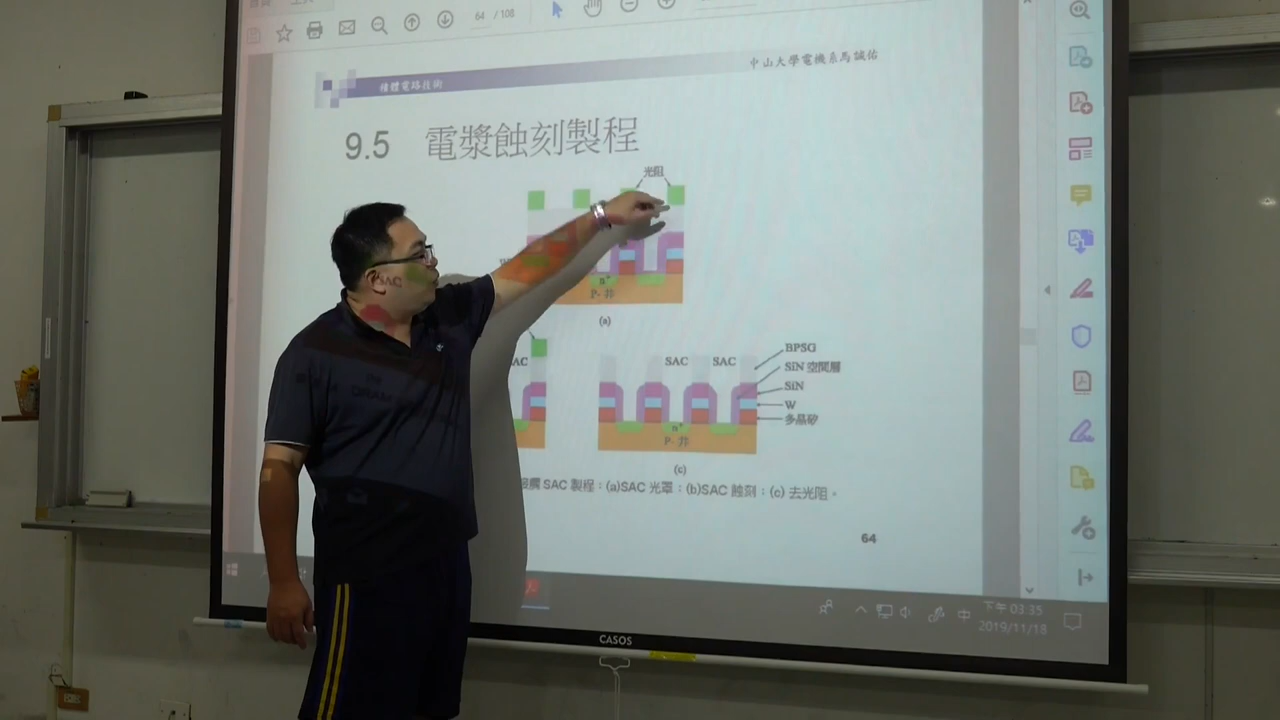 64 / 108
積體電路技術
中山大學電機系馬誠佑
9.5 電漿蝕刻製程
光阻
n+
P- 井
(a)
SAC
DRAM
SAC SAC
BPSG
SiN 空間層
SiN
W
多晶矽
n+
P- 井
(c)
SAC 製程：(a)SAC 光罩；(b)SAC 蝕刻；(c) 去光阻。
64
中
下午 03:35
2019/11/18
CASOS